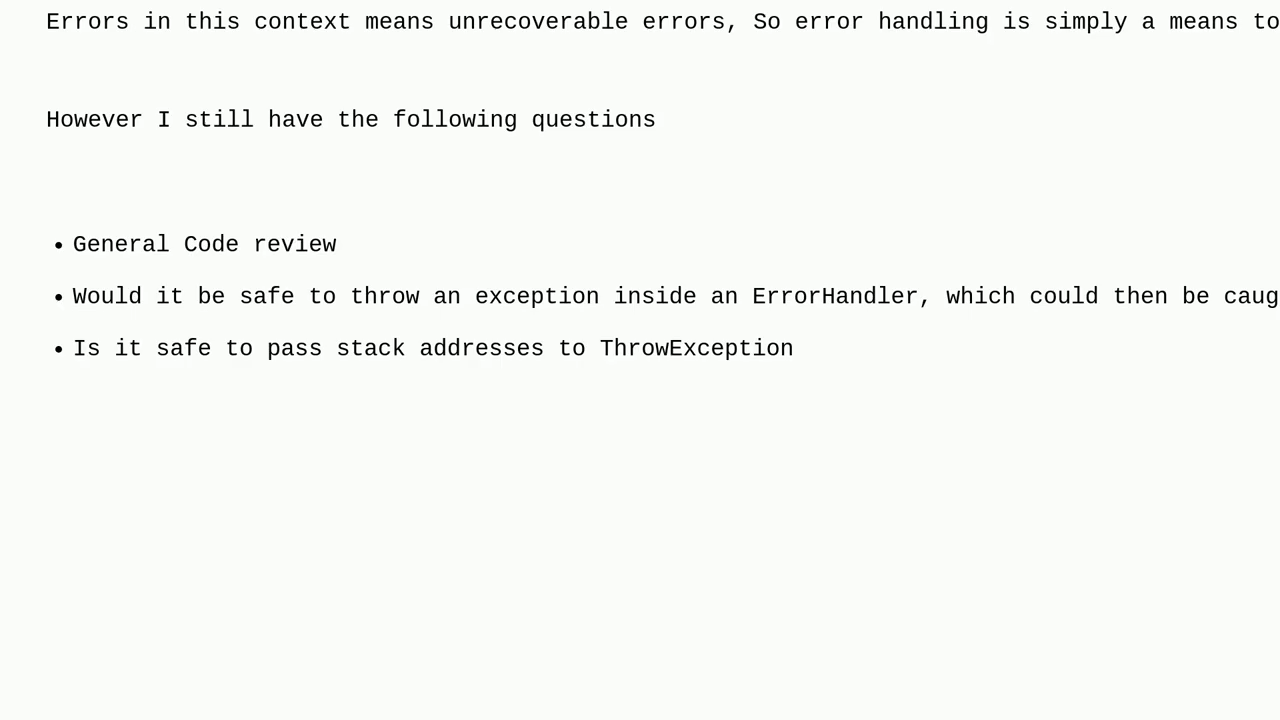 Errors in this context means unrecoverable errors, So error handling is simply a means to
However I still have the following questions
• General Code review
• Would it be safe to throw an exception inside an ErrorHandler, which could then be caug
• Is it safe to pass stack addresses to ThrowException